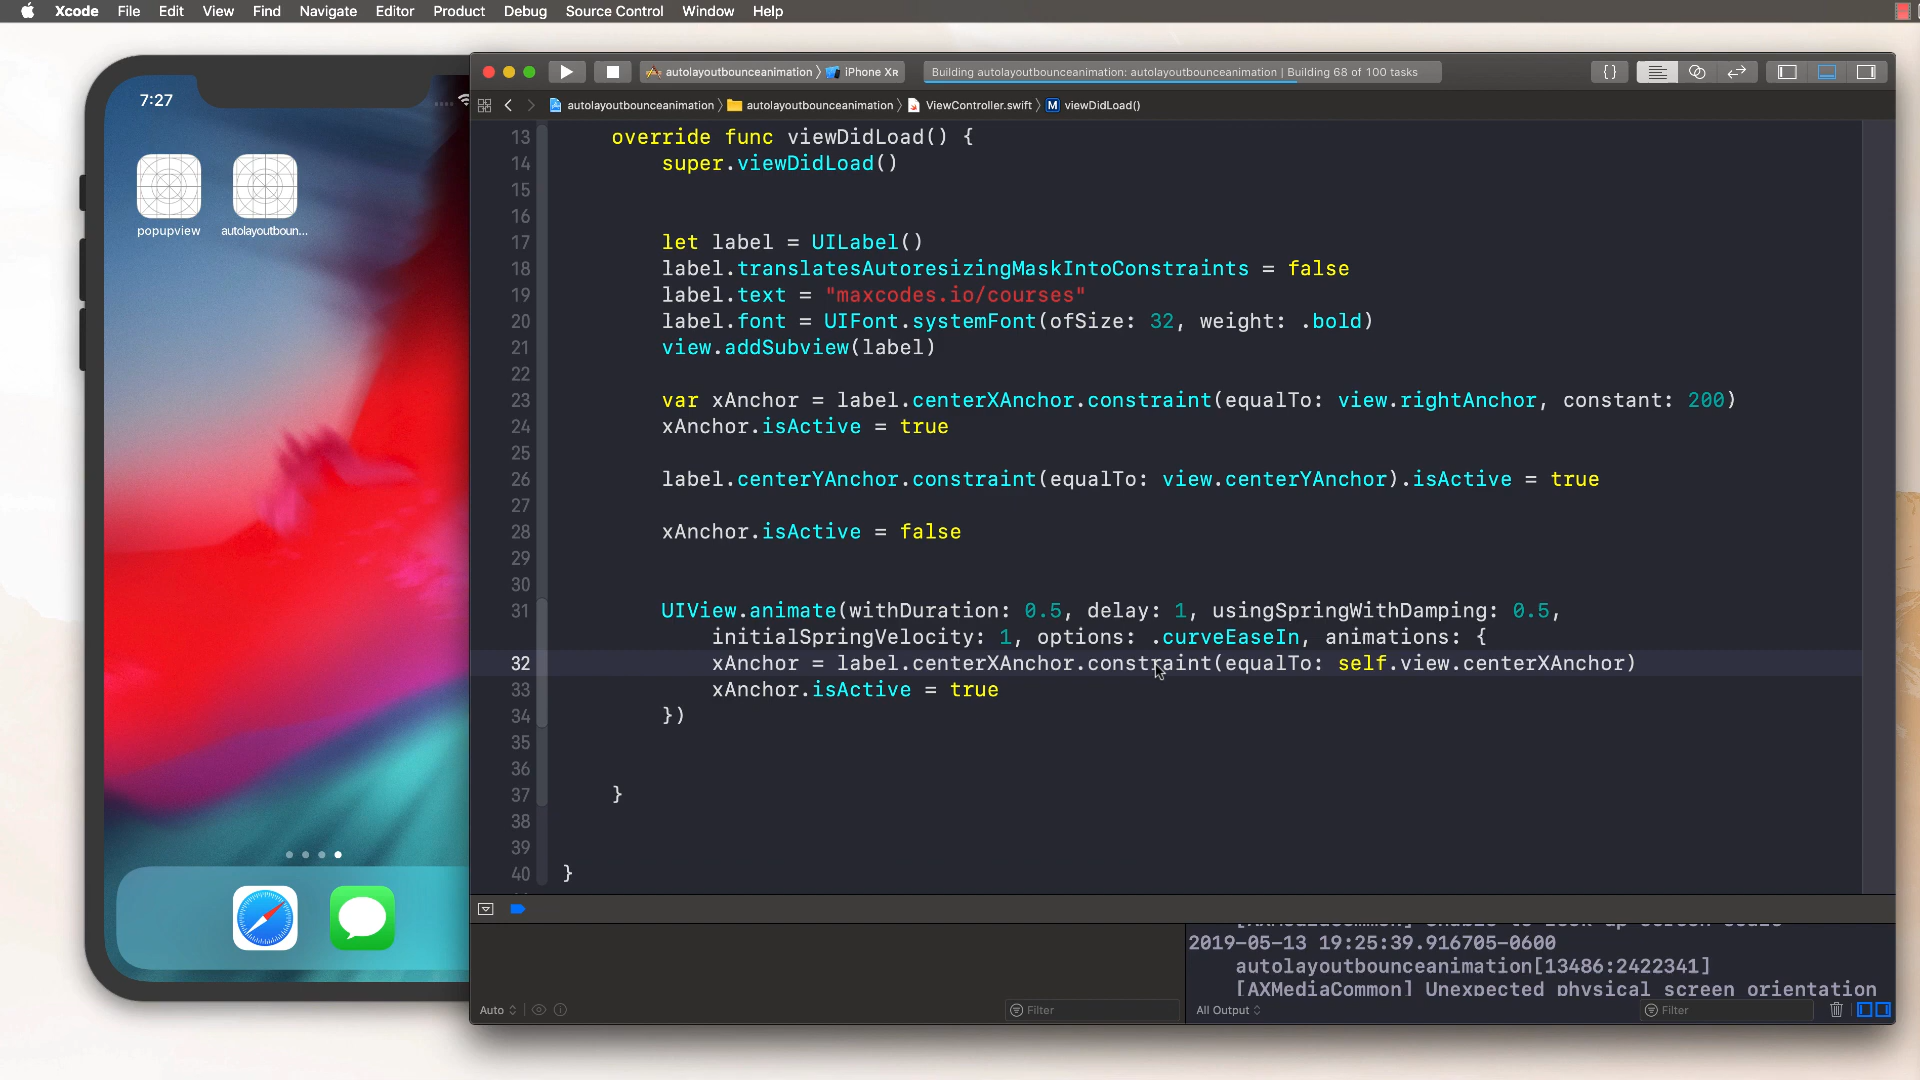 Xcode File Edit View Find Navigate Editor Product Debug Source Control Window Help
7:27
popupview autolayoutboun...
autolayoutbounceanimation iPhone XR Building autolayoutbounceanimation: autolayoutbounceanimation | Building 68 of 100 tasks
autolayoutbounceanimation autolayoutbounceanimation ViewController.swift M viewDidLoad()
13 override func viewDidLoad() {
14 super.viewDidLoad()
15
16
17 let label = UILabel()
18 label.translatesAutoresizingMaskIntoConstraints = false
19 label.text = "maxcodes.io/courses"
20 label.font = UIFont.systemFont(ofSize: 32, weight: .bold)
21 view.addSubview(label)
22
23 var xAnchor = label.centerXAnchor.constraint(equalTo: view.rightAnchor, constant: 200)
24 xAnchor.isActive = true
25
26 label.centerYAnchor.constraint(equalTo: view.centerYAnchor).isActive = true
27
28 xAnchor.isActive = false
29
30
31 UIView.animate(withDuration: 0.5, delay: 1, usingSpringWithDamping: 0.5,
initialSpringVelocity: 1, options: .curveEaseIn, animations: {
32 xAnchor = label.centerXAnchor.constraint(equalTo: self.view.centerXAnchor)
33 xAnchor.isActive = true
34 })
35
36
37 }
38
39
40 }
2019-05-13 19:25:39.916705-0600
autolayoutbounceanimation[13486:2422341]
[AXMediaCommon] Unexpected physical screen orientation
Auto Filter All Output Filter